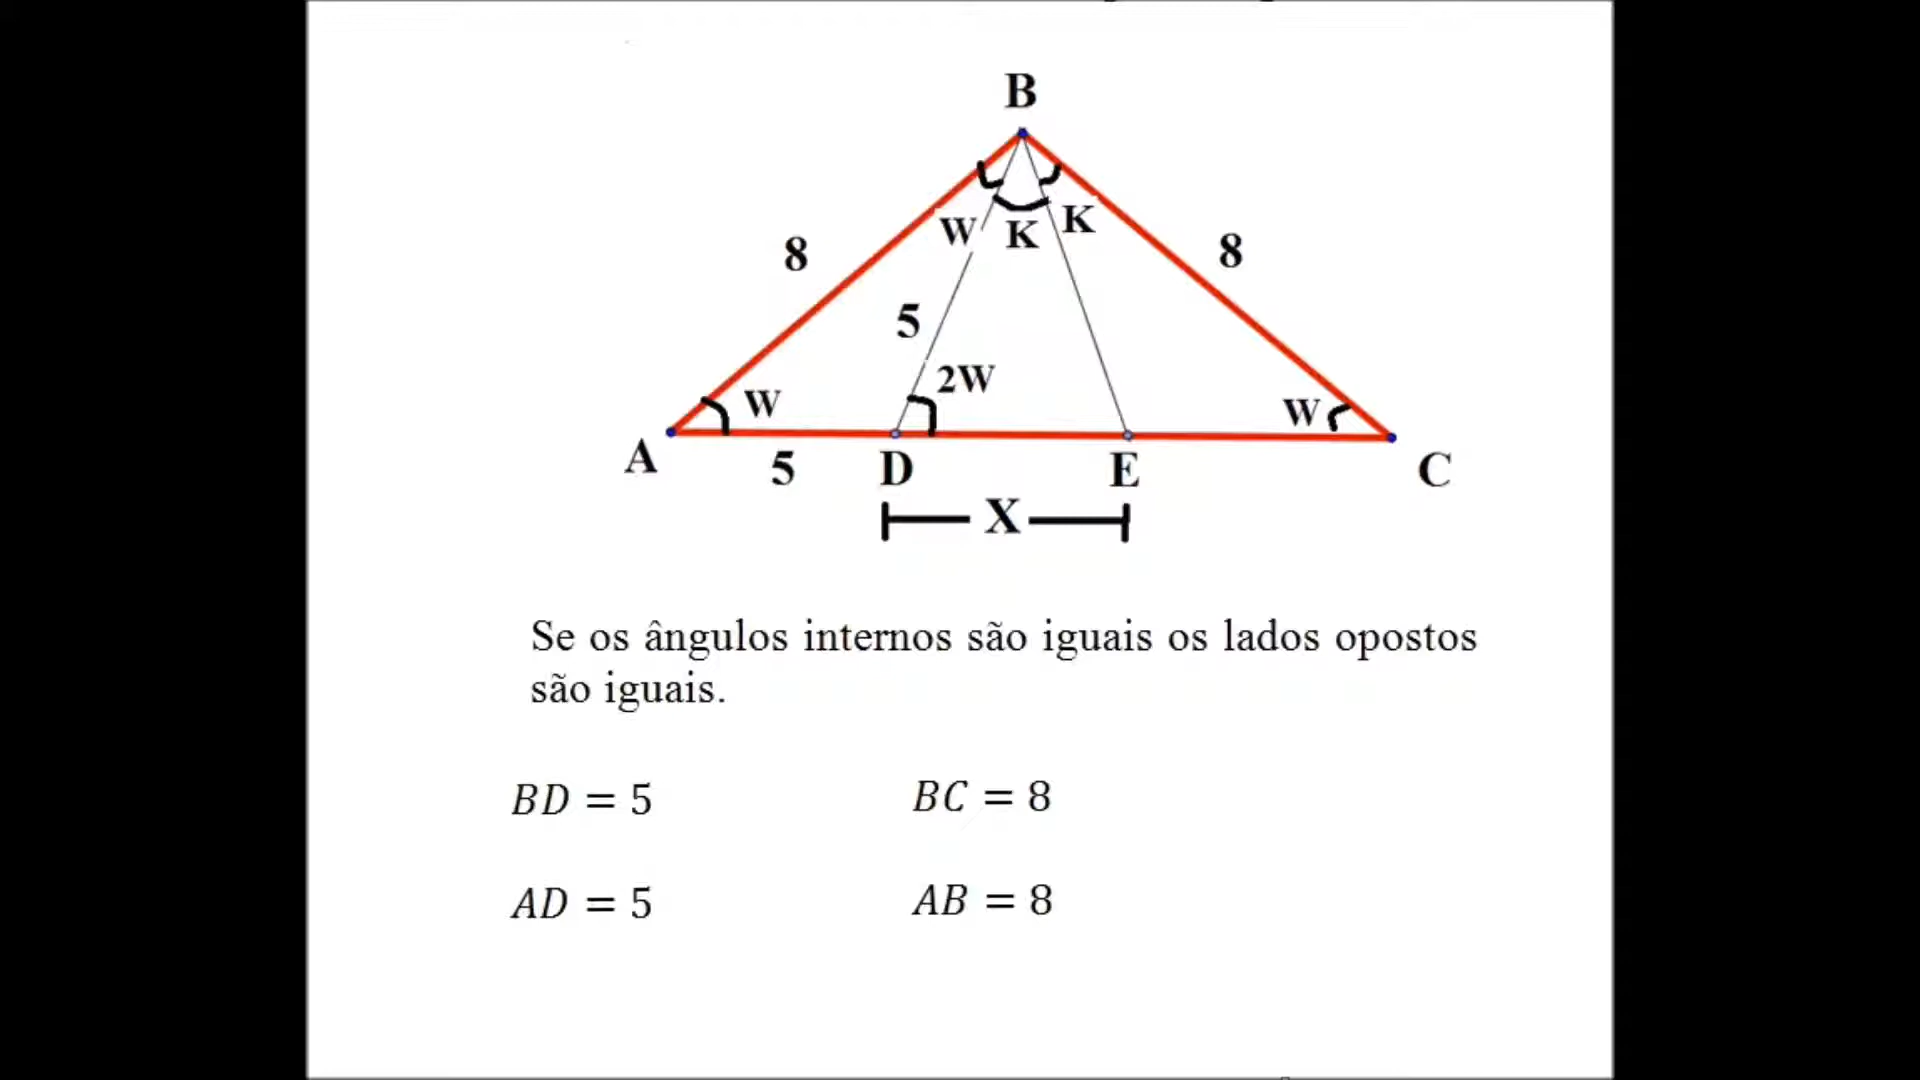 B
W
K
K
8
8
5
2W
W
W
A
5
D
E
C
X
Se os ângulos internos são iguais os lados opostos
são iguais.
BD = 5
BC = 8
AD = 5
AB = 8